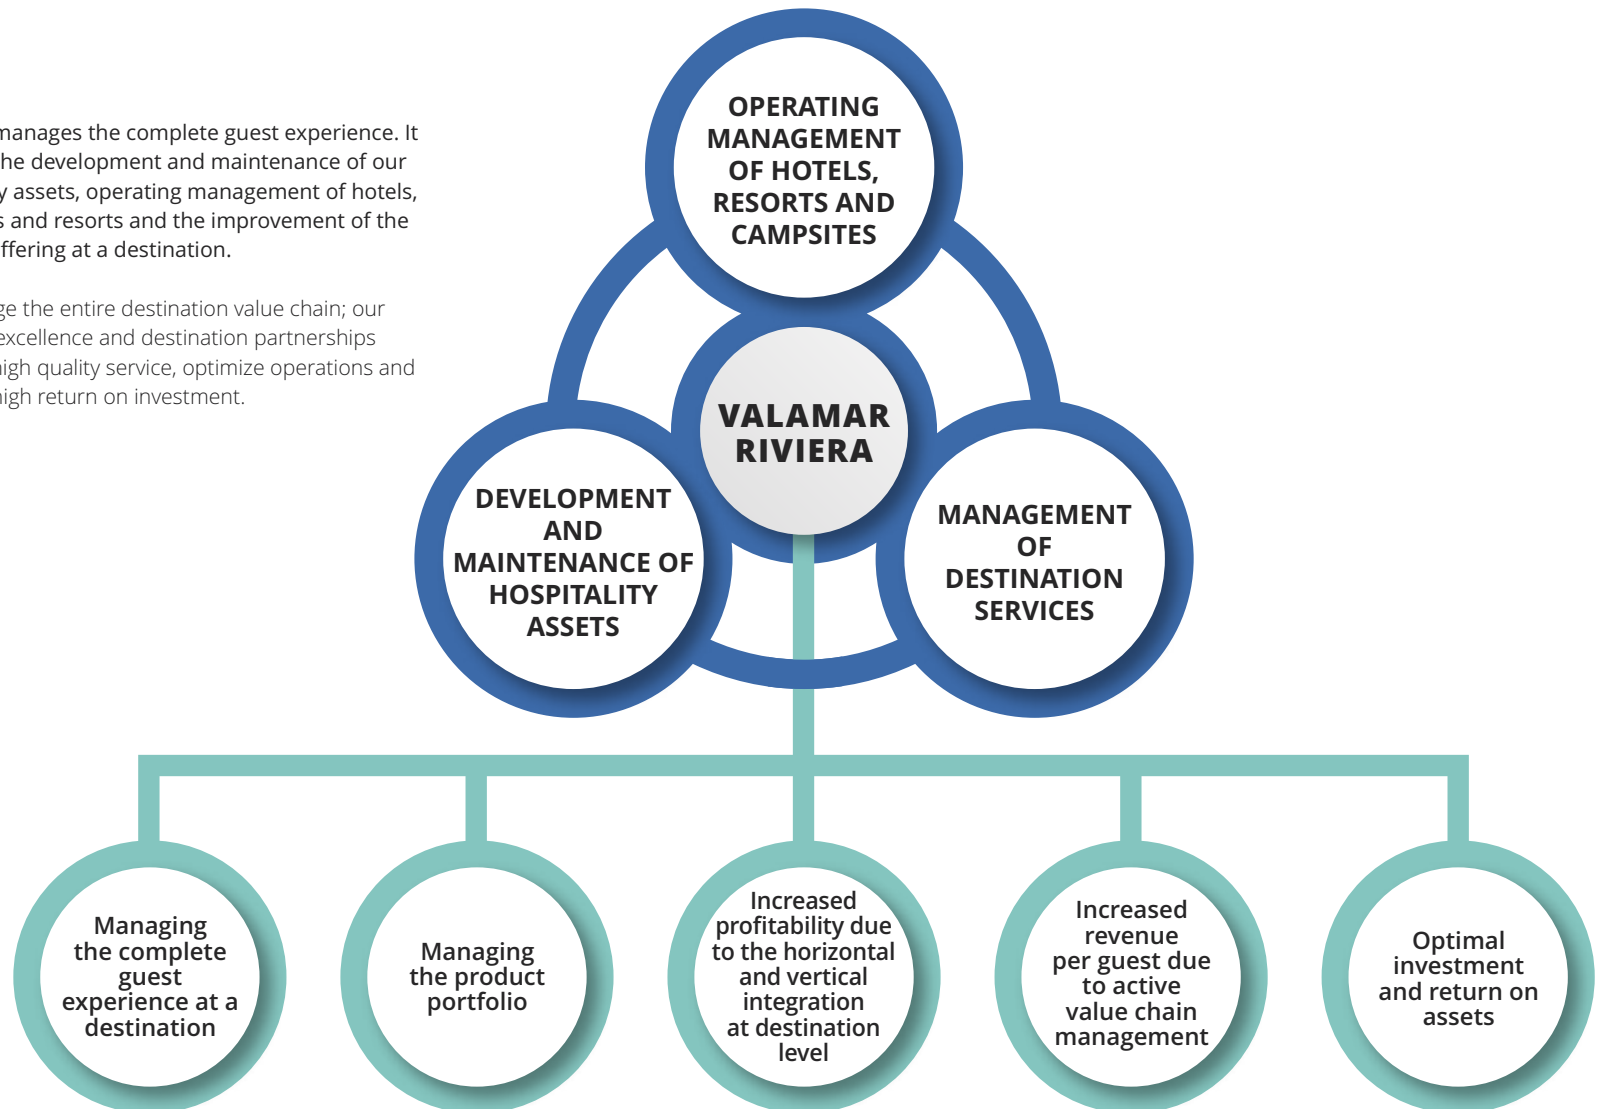 manages the complete guest experience. It
he development and maintenance of our
y assets, operating management of hotels,
s and resorts and the improvement of the
ffering at a destination.
ge the entire destination value chain; our
excellence and destination partnerships
high quality service, optimize operations and
high return on investment.
OPERATING
MANAGEMENT
OF HOTELS,
RESORTS AND
CAMPSITES
VALAMAR
RIVIERA
DEVELOPMENT
AND
MAINTENANCE OF
HOSPITALITY
ASSETS
MANAGEMENT
OF
DESTINATION
SERVICES
Managing
the complete
guest
experience at a
destination
Managing
the product
portfolio
Increased
profitability due
to the horizontal
and vertical
integration
at destination
level
Increased
revenue
per guest due
to active
value chain
management
Optimal
investment
and return on
assets